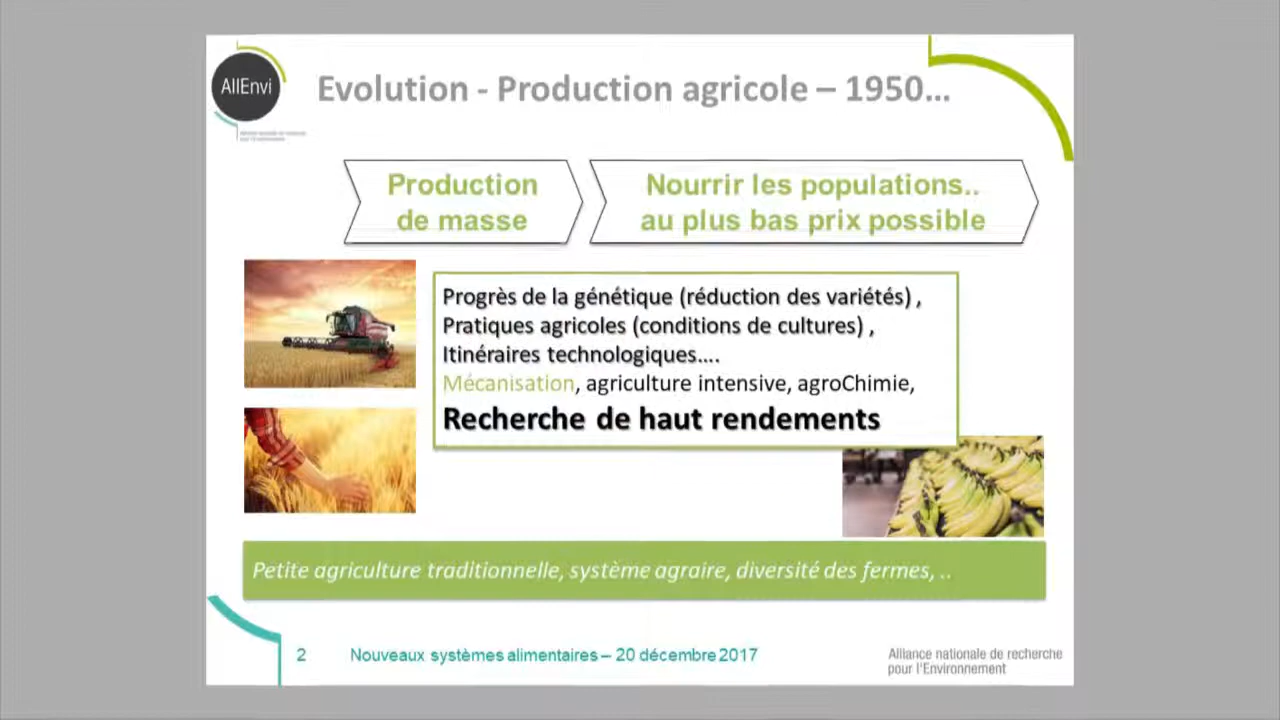 AllEnvi
Evolution - Production agricole – 1950…
Production
de masse
Nourrir les populations..
au plus bas prix possible
Progrès de la génétique (réduction des variétés) ,
Pratiques agricoles (conditions de cultures) ,
Itinéraires technologiques….
Mécanisation, agriculture intensive, agroChimie,
Recherche de haut rendements
Petite agriculture traditionnelle, système agraire, diversité des fermes, ..
2
Nouveaux systèmes alimentaires – 20 décembre 2017
Alliance nationale de recherche
pour l'Environnement